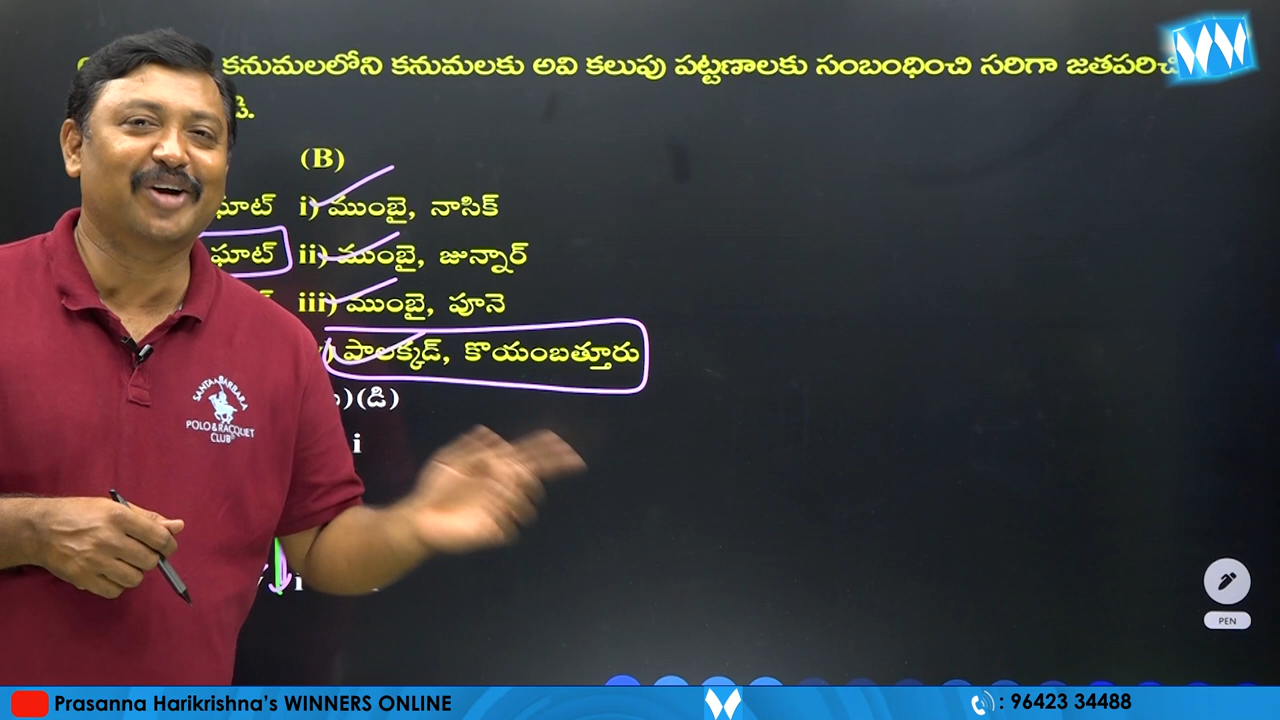 కనుమలలోని కనుమలకు అవి కలుపు పట్టణాలకు సంబంధించి సరిగా జతపరిచి
డి.
(B)
ఘాట్ i) ముంబై, నాసిక్
ఘాట్ ii) ముంబై, జున్నార్
iii) ముంబై, పూనె
పాలక్కడ్, కొయంబత్తూరు
(డి)
i
i
SANTA BARBARA
POLO & RACQUET
CLUB
PEN
Prasanna Harikrishna's WINNERS ONLINE
: 96423 34488